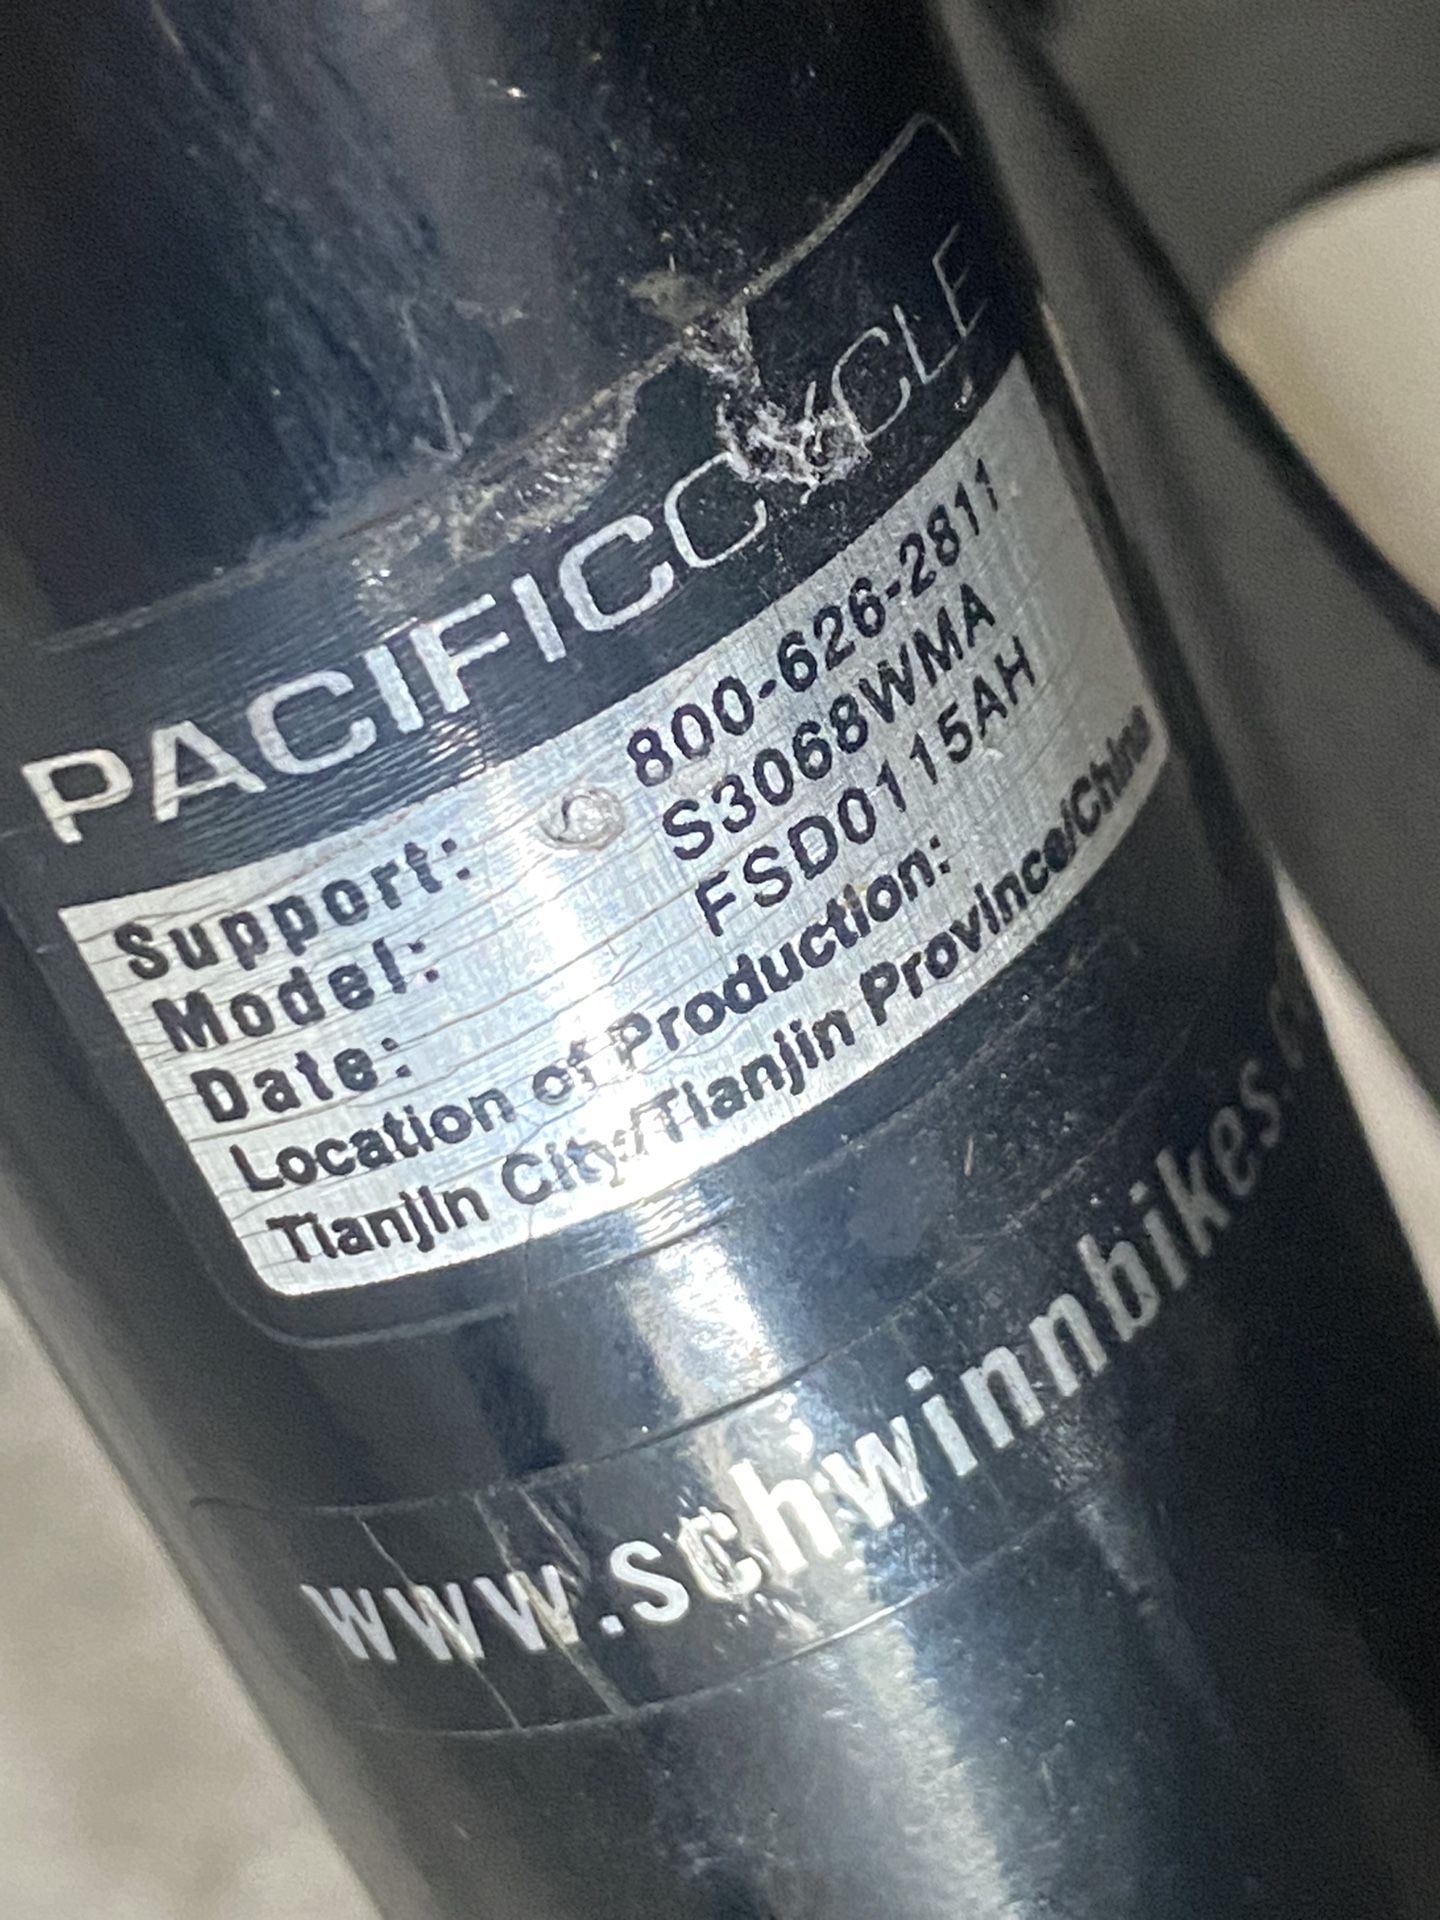 PACIFIC CYCLE
Support: 800-626-2811
Model: S3068WMA
Date: FSD0115AH
Location of Production:
Tianjin City/Tianjin Province/China
www.schwinnbikes.c